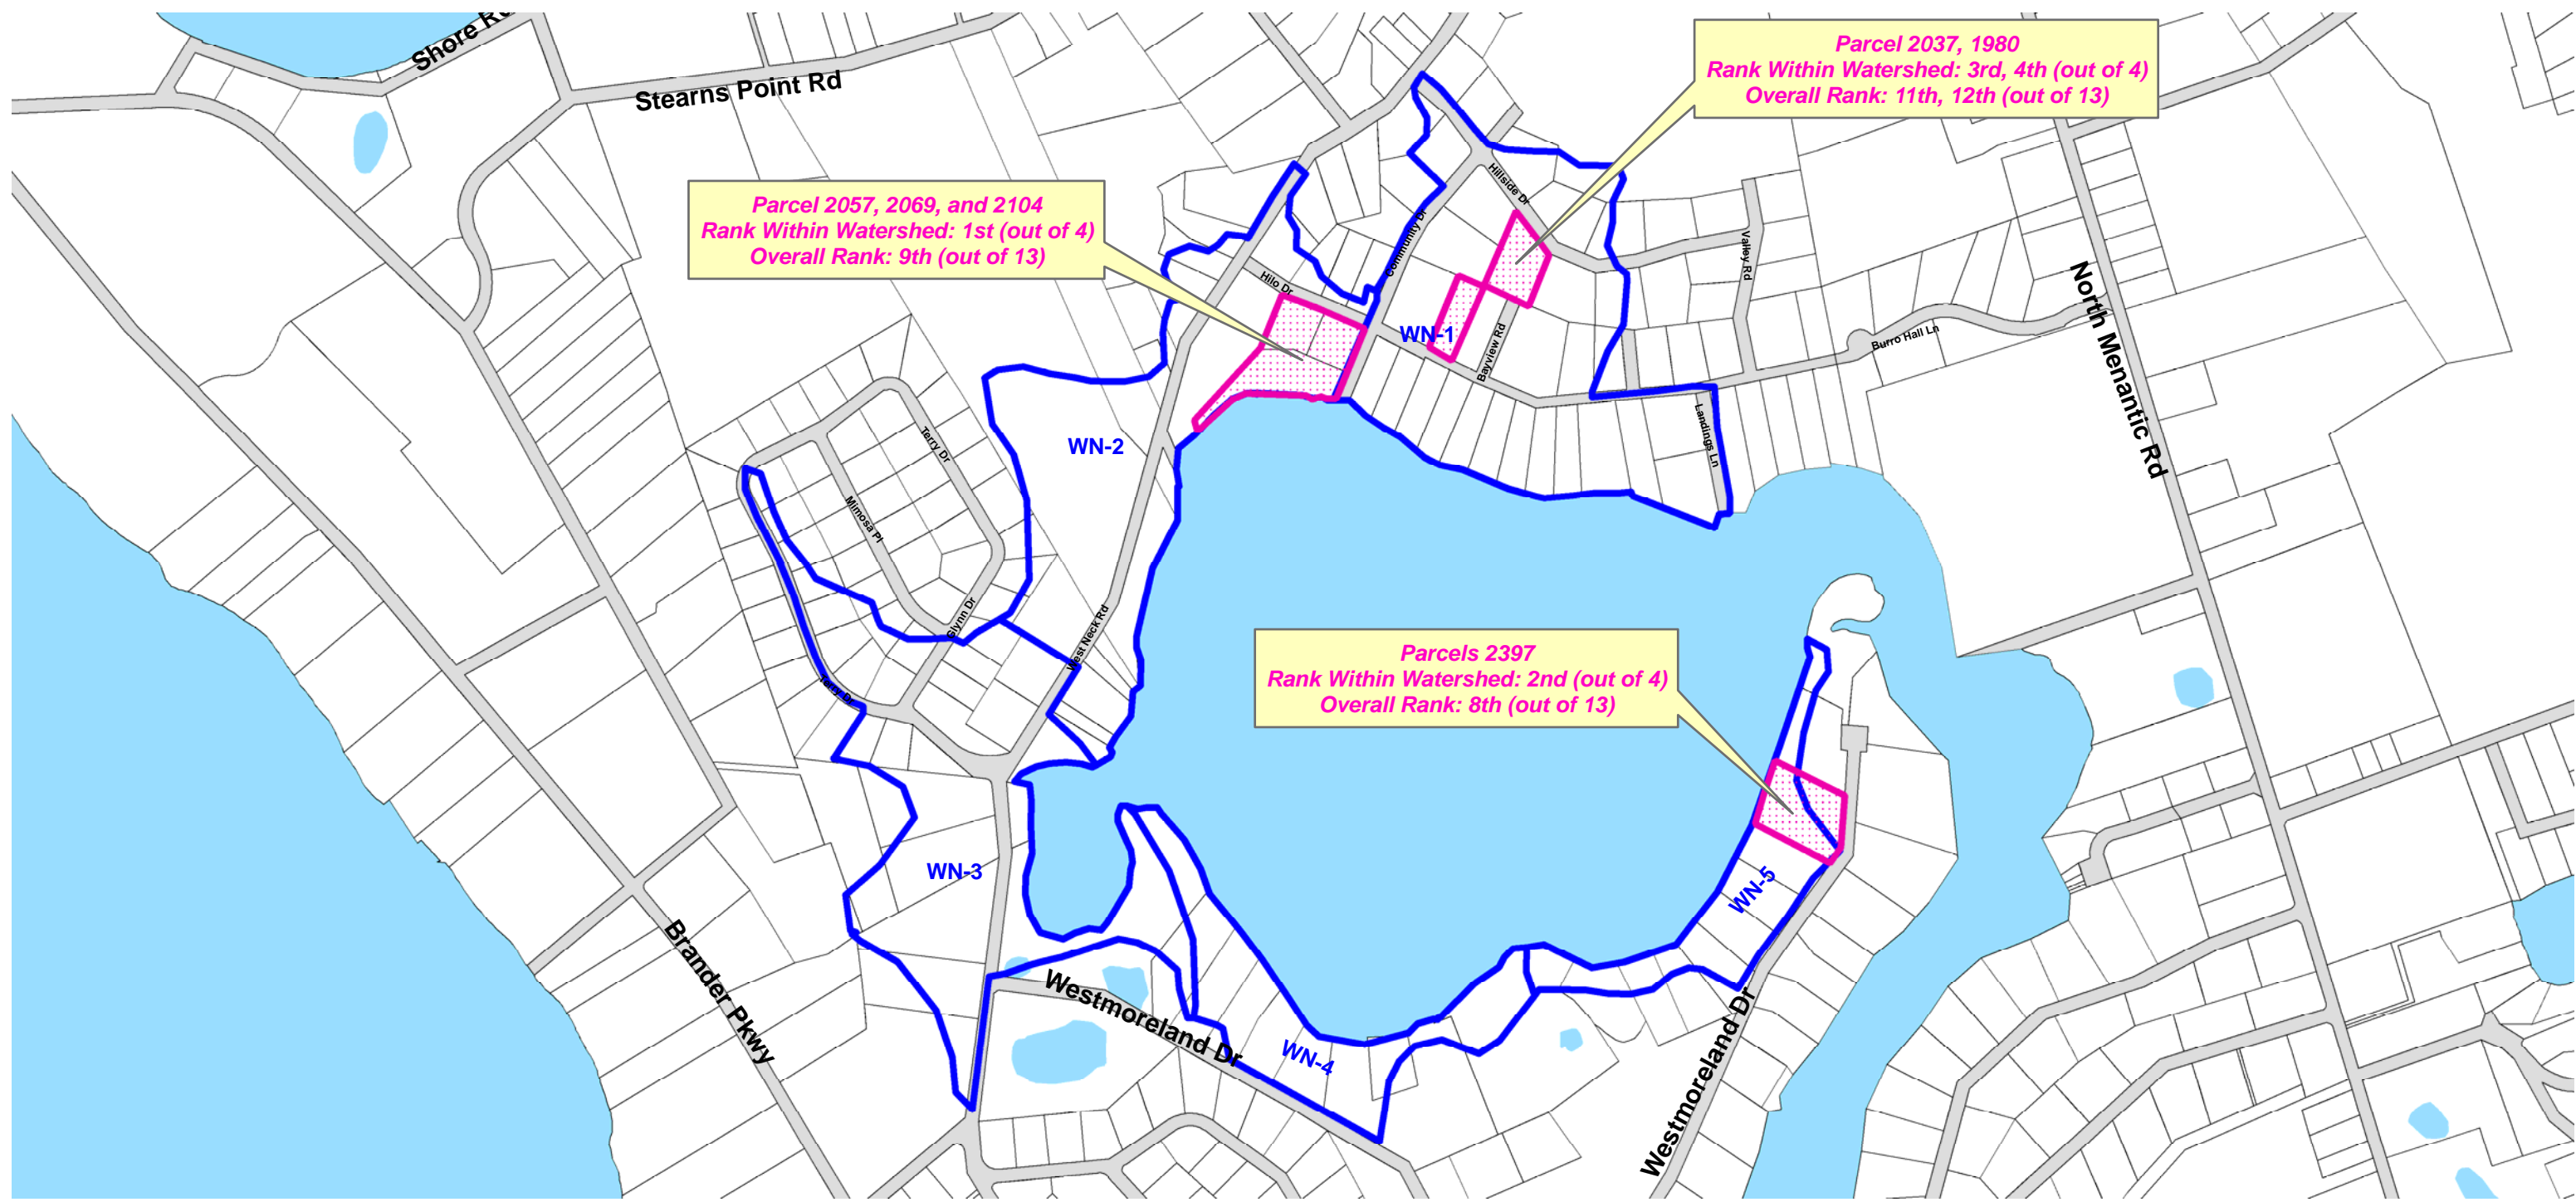 Shore Rd
Stearns Point Rd
Parcel 2037, 1980
Rank Within Watershed: 3rd, 4th (out of 4)
Overall Rank: 11th, 12th (out of 13)
Parcel 2057, 2069, and 2104
Rank Within Watershed: 1st (out of 4)
Overall Rank: 9th (out of 13)
Hillside Dr
Community Dr
Valley Rd
Hilo Dr
WN-1
Bayview Rd
Burro Hall Ln
North Menantic Rd
Landings Ln
WN-2
Terry Dr
Mimosa Pl
Glynn Dr
West Neck Rd
Terry Dr
Parcels 2397
Rank Within Watershed: 2nd (out of 4)
Overall Rank: 8th (out of 13)
WN-3
WN-5
Brander Pkwy
Westmoreland Dr
WN-4
Westmoreland Dr